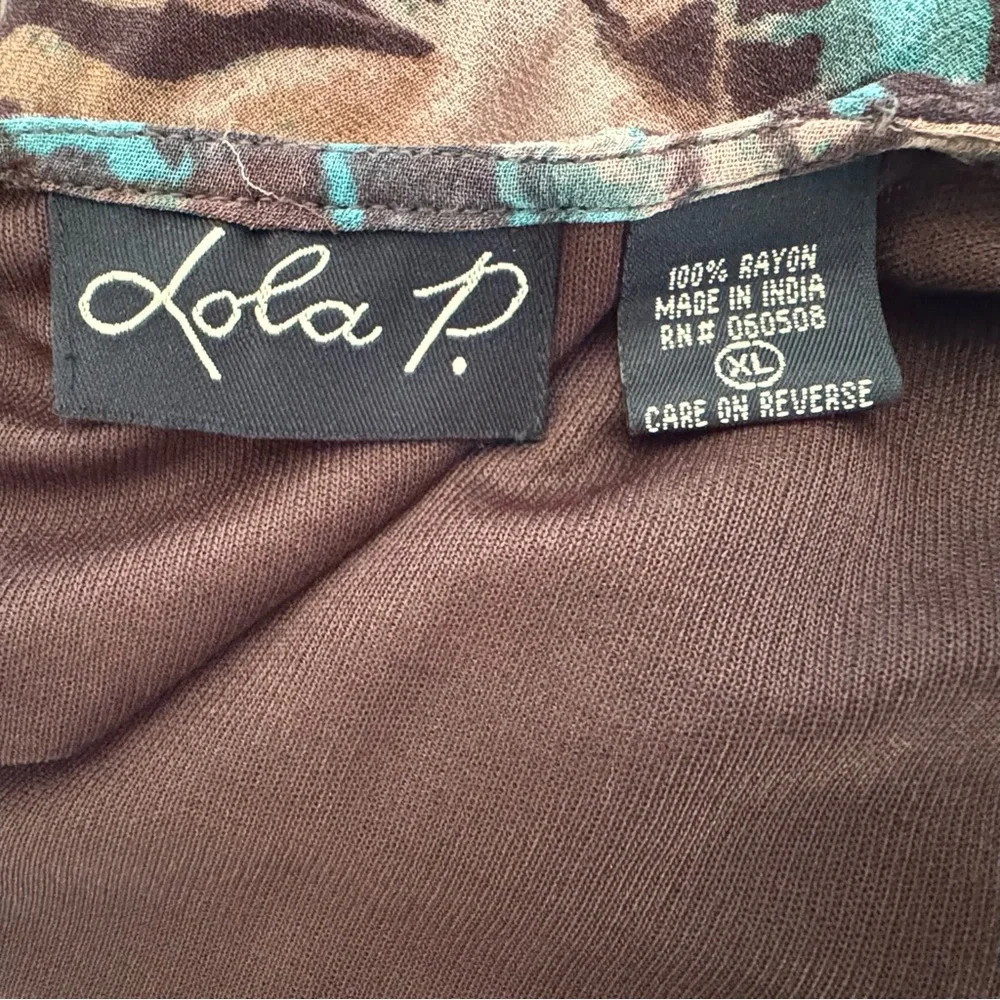 Lola P.
100% RAYON
MADE IN INDIA
RN# 060508
XL
CARE ON REVERSE